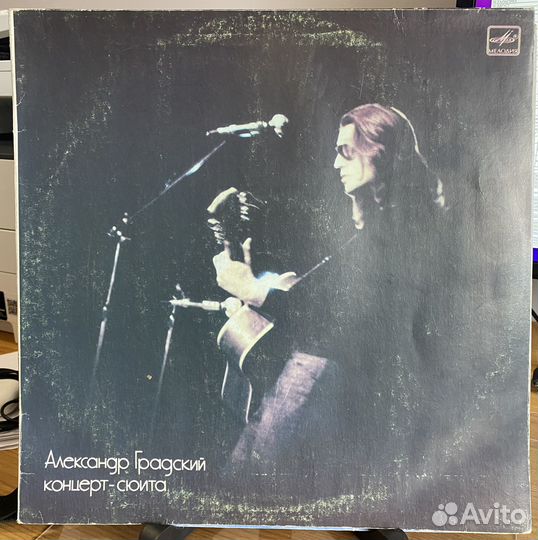 МЕЛОДИЯ
Александр Градский
концерт-сюита
Avito